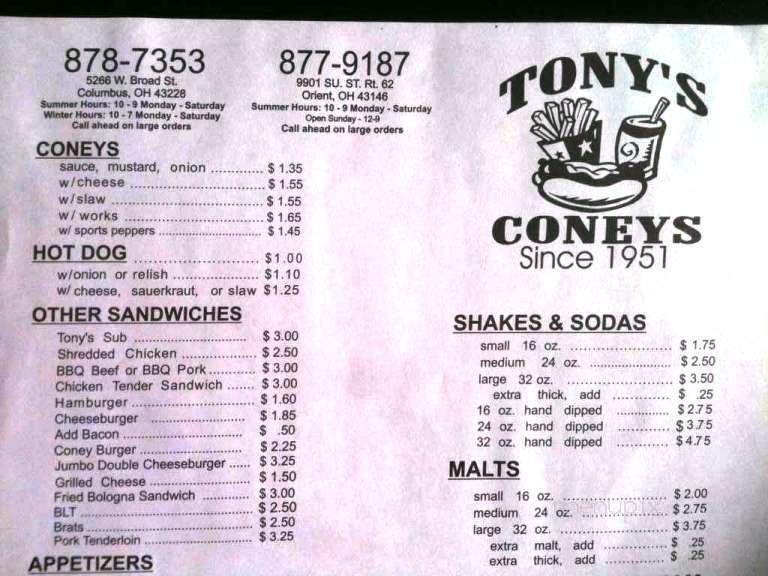 878-7353
5266 W. Broad St.
Columbus, OH 43228
Summer Hours: 10 - 9 Monday - Saturday
Winter Hours: 10 - 7 Monday - Saturday
Call ahead on large orders
877-9187
9901 SU. ST. Rt. 62
Orient, OH 43146
Summer Hours: 10 - 9 Monday - Saturday
Open Sunday - 12-9
Call ahead on large orders
TONY'S
CONEYS
Since 1951
CONEYS
sauce, mustard, onion ............. $ 1.35
w/cheese ............................ $ 1.55
w/slaw ................................ $ 1.55
w/ works ............................. $ 1.65
w/ sports peppers ................................ $ 1.45
HOT DOG ......................... $1.00
w/onion or relish .................. $1.10
w/ cheese, sauerkraut, or slaw $1.25
OTHER SANDWICHES
Tony's Sub .......................... $ 3.00
Shredded Chicken ................ $ 2.50
BBQ Beef or BBQ Pork........... $ 3.00
Chicken Tender Sandwich ...... $ 3.00
Hamburger ........................... $ 1.60
Cheeseburger ....................... $ 1.85
Add Bacon ........................... $ .50
Coney Burger ....................... $ 2.25
Jumbo Double Cheeseburger ...... $ 3.25
Grilled Cheese ...................... $ 1.50
Fried Bologna Sandwich ............ $ 3.00
BLT ..................................... $ 2.50
Brats .................................... $ 2.50
Pork Tenderloin ..................... $ 3.25
APPETIZERS
SHAKES & SODAS
small 16 oz. ......................... $ 1.75
medium 24 oz. ..................... $ 2.50
large 32 oz. ......................... $ 3.50
extra thick, add ................... $ .25
16 oz. hand dipped ............. $ 2.75
24 oz. hand dipped ............. $ 3.75
32 oz. hand dipped ............. $ 4.75
MALTS
small 16 oz. ......................... $ 2.00
medium 24 oz. ..................... $ 2.75
large 32 oz. ......................... $ 3.75
extra malt, add .................... $ .25
extra thick, add ................... $ .25